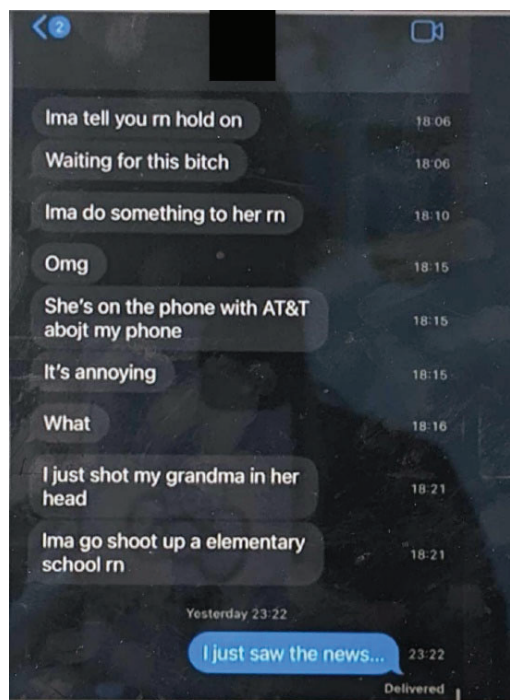 2
Ima tell you rn hold on
18:06
Waiting for this bitch
18:06
Ima do something to her rn
18:10
Omg
18:15
She's on the phone with AT&T
abojt my phone
18:15
It's annoying
18:15
What
18:16
I just shot my grandma in her
head
18:21
Ima go shoot up a elementary
school rn
18:21
Yesterday 23:22
I just saw the news...
23:22
Delivered